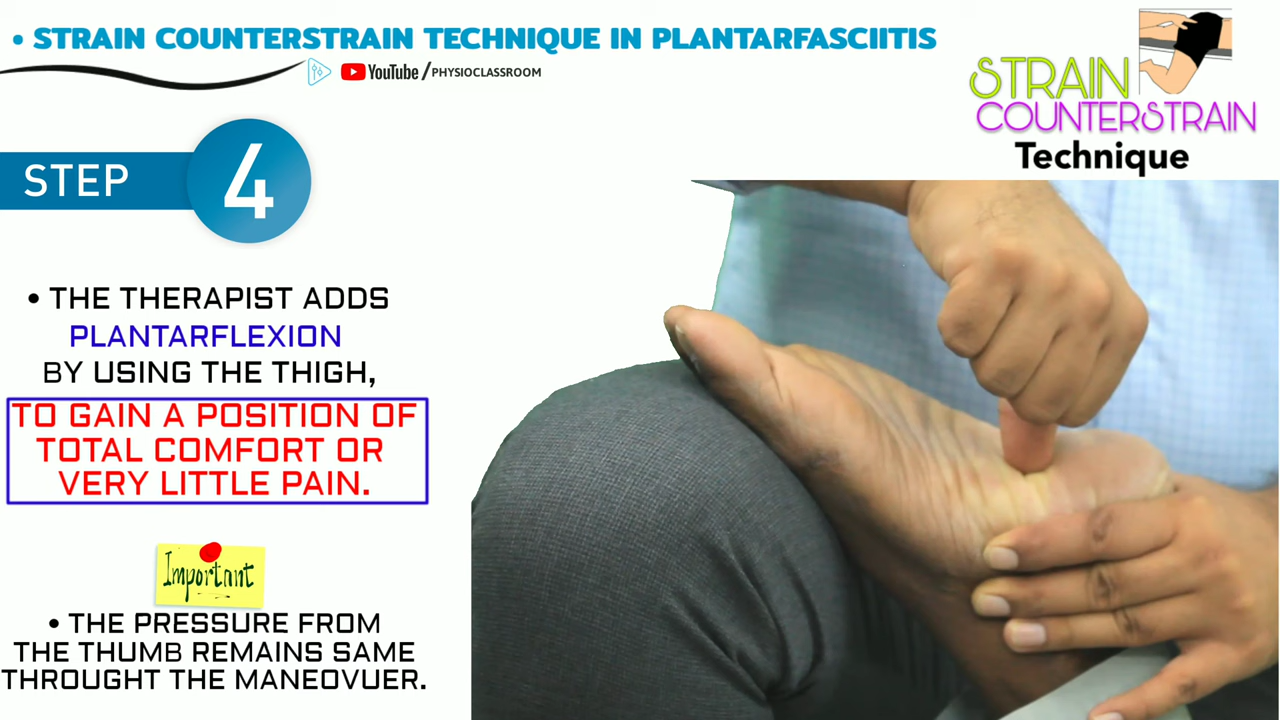 • STRAIN COUNTERSTRAIN TECHNIQUE IN PLANTARFASCIITIS
YouTube / PHYSIOCLASSROOM
STRAIN
COUNTERSTRAIN
Technique
STEP 4
• THE THERAPIST ADDS
PLANTARFLEXION
BY USING THE THIGH,
TO GAIN A POSITION OF
TOTAL COMFORT OR
VERY LITTLE PAIN.
Important
• THE PRESSURE FROM
THE THUMB REMAINS SAME
THROUGHT THE MANEOVUER.